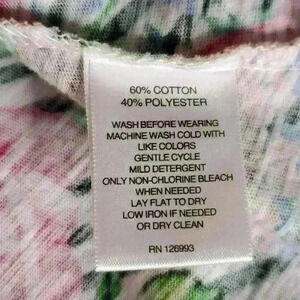 60% COTTON
40% POLYESTER
WASH BEFORE WEARING
MACHINE WASH COLD WITH
LIKE COLORS
GENTLE CYCLE
MILD DETERGENT
ONLY NON-CHLORINE BLEACH
WHEN NEEDED
LAY FLAT TO DRY
LOW IRON IF NEEDED
OR DRY CLEAN
RN 126993